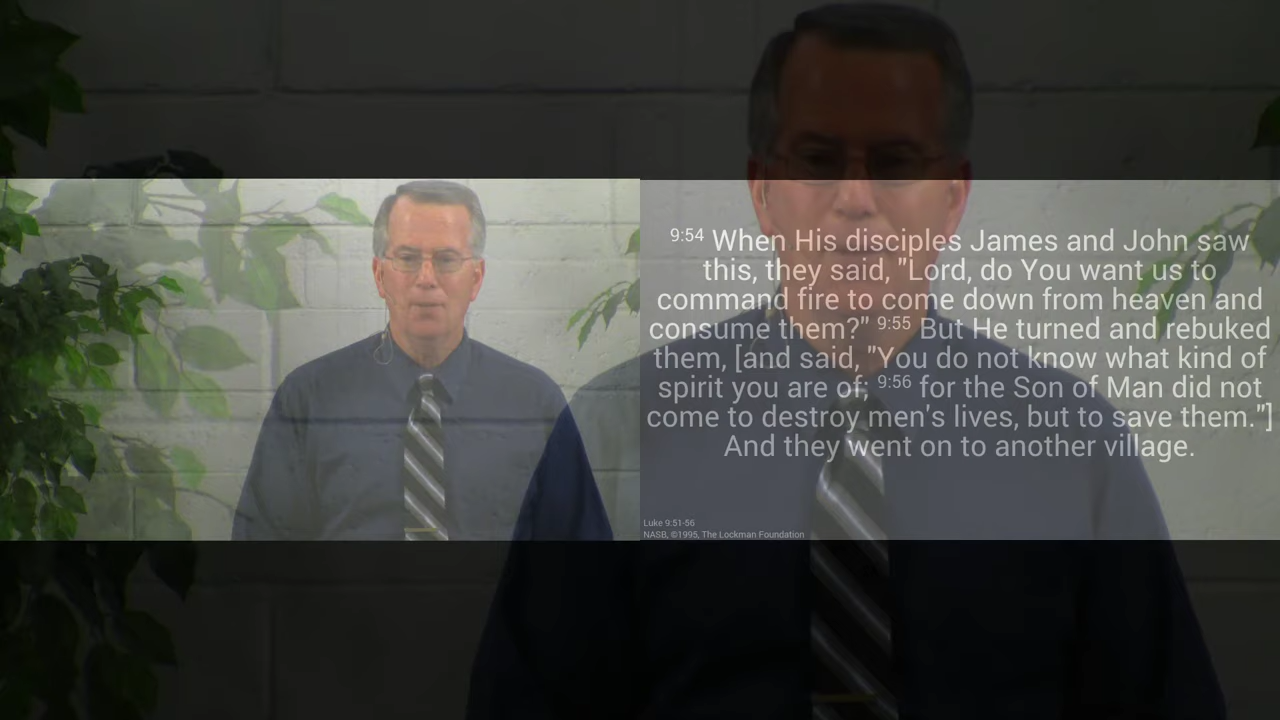 9:54 When His disciples James and John saw
this, they said, "Lord, do You want us to
command fire to come down from heaven and
consume them?" 9:55 But He turned and rebuked
them, [and said, "You do not know what kind of
spirit you are of; 9:56 for the Son of Man did not
come to destroy men's lives, but to save them."]
And they went on to another village.
Luke 9:51-56
NASB, ©1995, The Lockman Foundation